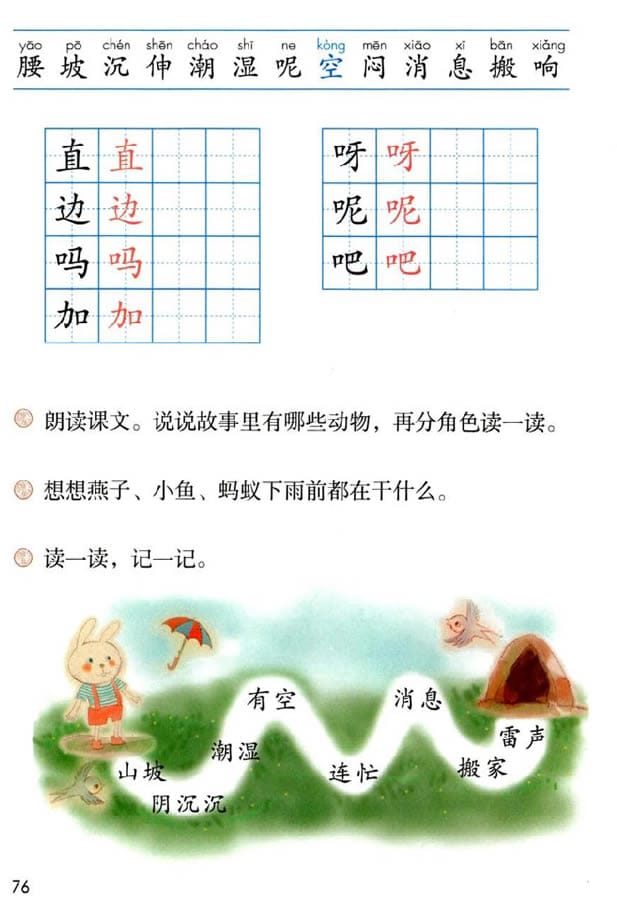 yāo pō chén shēn cháo shī ne kòng mēn xiāo xi bān xiǎng
腰 坡 沉 伸 潮 湿 呢 空 闷 消 息 搬 响
直 直
边 边
吗 吗
加 加
呀 呀
呢 呢
吧 吧
朗读课文。说说故事里有哪些动物，再分角色读一读。
想想燕子、小鱼、蚂蚁下雨前都在干什么。
读一读，记一记。
山坡
阴沉沉
潮湿
有空
连忙
消息
搬家
雷声
76